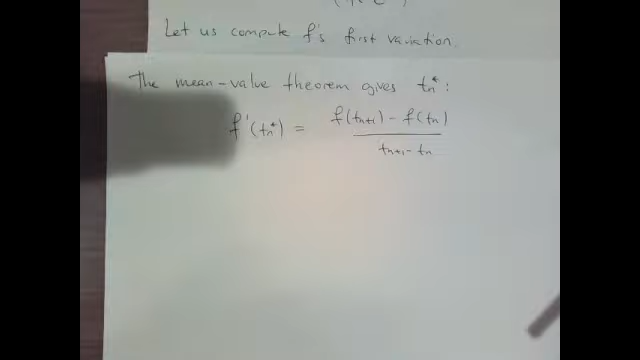 Let us compute f's first variation.
The mean-value theorem gives tn*:
f'(tn*) = f(tn+1) - f(tn)
tn+1 - tn